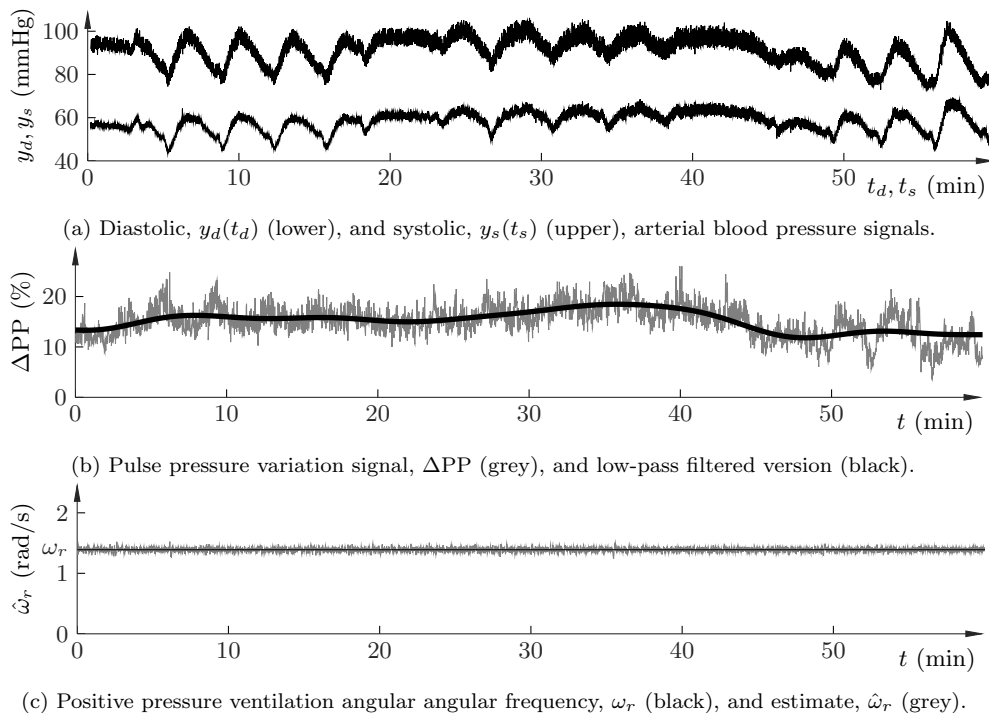 y_d, y_s (mmHg)
100
80
60
40
0
10
20
30
40
50
t_d, t_s (min)
(a) Diastolic, y_d(t_d) (lower), and systolic, y_s(t_s) (upper), arterial blood pressure signals.
ΔPP (%)
20
10
0
0
10
20
30
40
50
t (min)
(b) Pulse pressure variation signal, ΔPP (grey), and low-pass filtered version (black).
ω̂_r (rad/s)
2
ω_r
1
0
0
10
20
30
40
50
t (min)
(c) Positive pressure ventilation angular angular frequency, ω_r (black), and estimate, ω̂_r (grey).